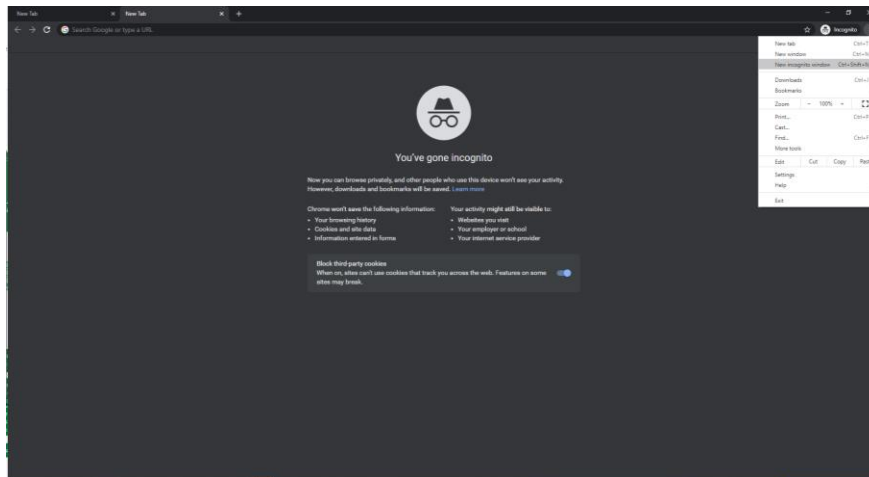 New Tab
New Tab
Search Google or type a URL
Incognito
New tab Ctrl+T
New window
New incognito window Ctrl+Shift+N
Downloads
Bookmarks
Zoom - 100% +
Print...
Cast...
Find... Ctrl+F
More tools
Edit Cut Copy
Settings
Help
Exit
You've gone incognito
Now you can browse privately, and other people who use this device won't see your activity.
However, downloads and bookmarks will be saved. Learn more
Chrome won't save the following information:
• Your browsing history
• Cookies and site data
• Information entered in forms
Your activity might still be visible to:
• Websites you visit
• Your employer or school
• Your internet service provider
Block third-party cookies
When on, sites can't use cookies that track you across the web. Features on some
sites may break.